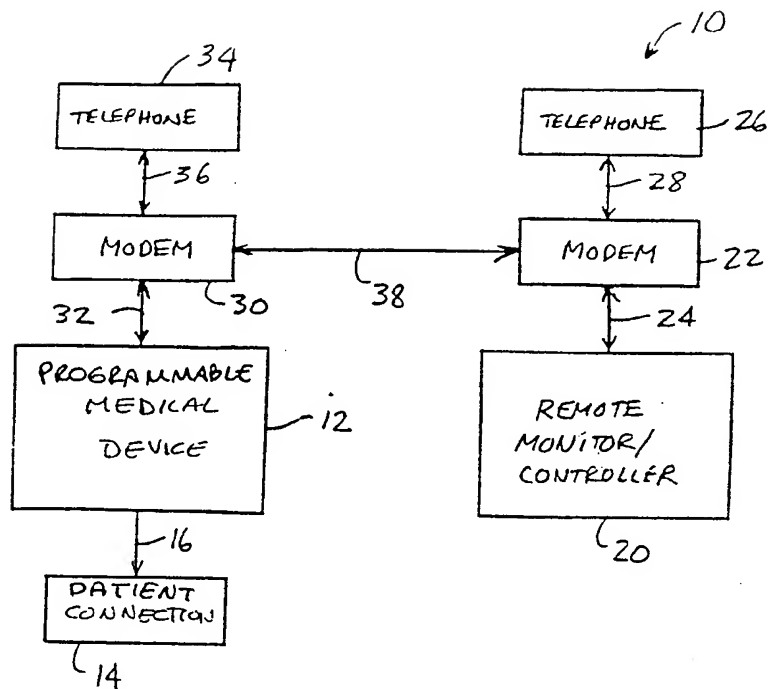 10
34
TELEPHONE
TELEPHONE
26
36
28
MODEM
MODEM
22
38
30
32
24
PROGRAMMABLE
MEDICAL
DEVICE
12
REMOTE
MONITOR/
CONTROLLER
16
20
PATIENT
CONNECTION
14